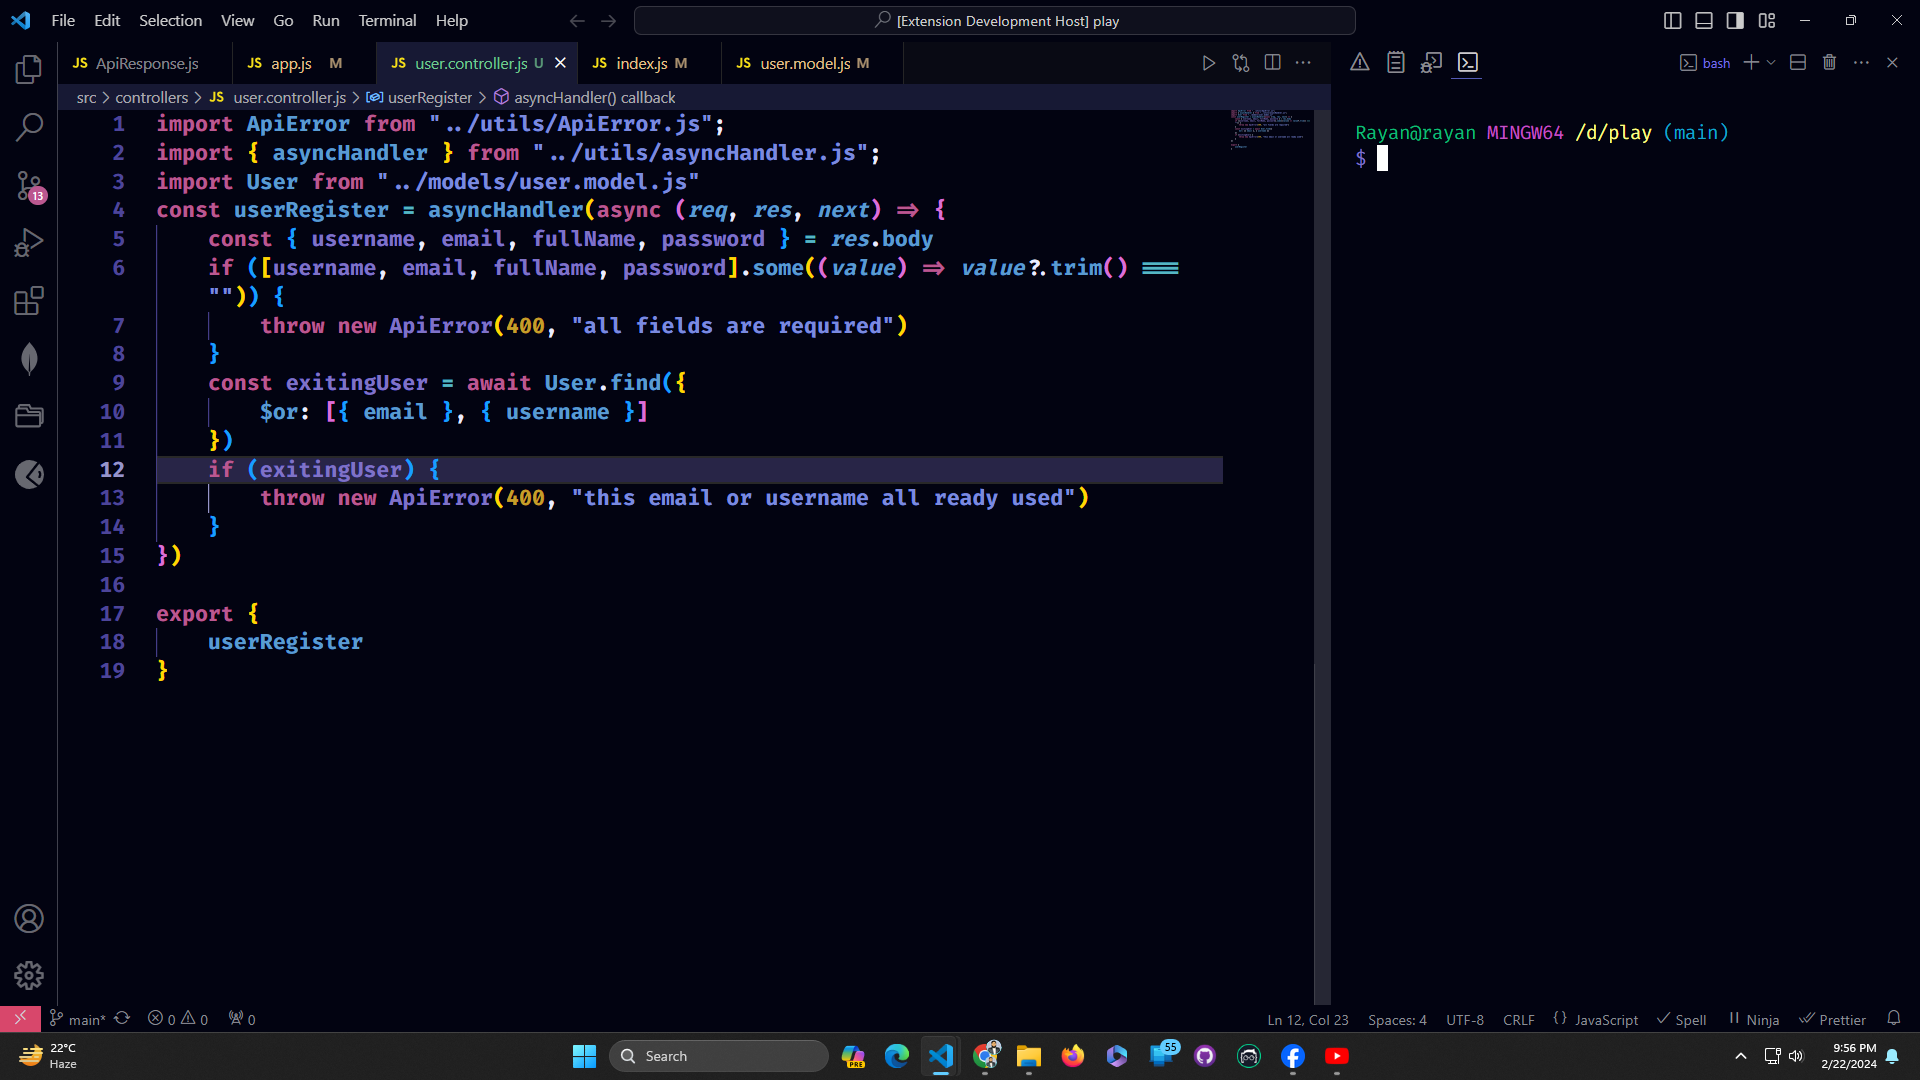 File Edit Selection View Go Run Terminal Help
[Extension Development Host] play
JS ApiResponse.js
JS app.js M
JS user.controller.js U
JS index.js M
JS user.model.js M
bash
src > controllers > JS user.controller.js > userRegister > asyncHandler() callback
1 import ApiError from "../utils/ApiError.js";
2 import { asyncHandler } from "../utils/asyncHandler.js";
3 import User from "../models/user.model.js"
4 const userRegister = asyncHandler(async (req, res, next) => {
5 const { username, email, fullName, password } = res.body
6 if ([username, email, fullName, password].some((value) => value?.trim() ===
"")) {
7 throw new ApiError(400, "all fields are required")
8 }
9 const exitingUser = await User.find({
10 $or: [{ email }, { username }]
11 })
12 if (exitingUser) {
13 throw new ApiError(400, "this email or username all ready used")
14 }
15 })
16
17 export {
18 userRegister
19 }
Rayan@rayan MINGW64 /d/play (main)
$
13
main* 0 0 0
Ln 12, Col 23 Spaces: 4 UTF-8 CRLF {} JavaScript Spell Ninja Prettier
22°C
Haze
Search
PRE
55
9:56 PM
2/22/2024